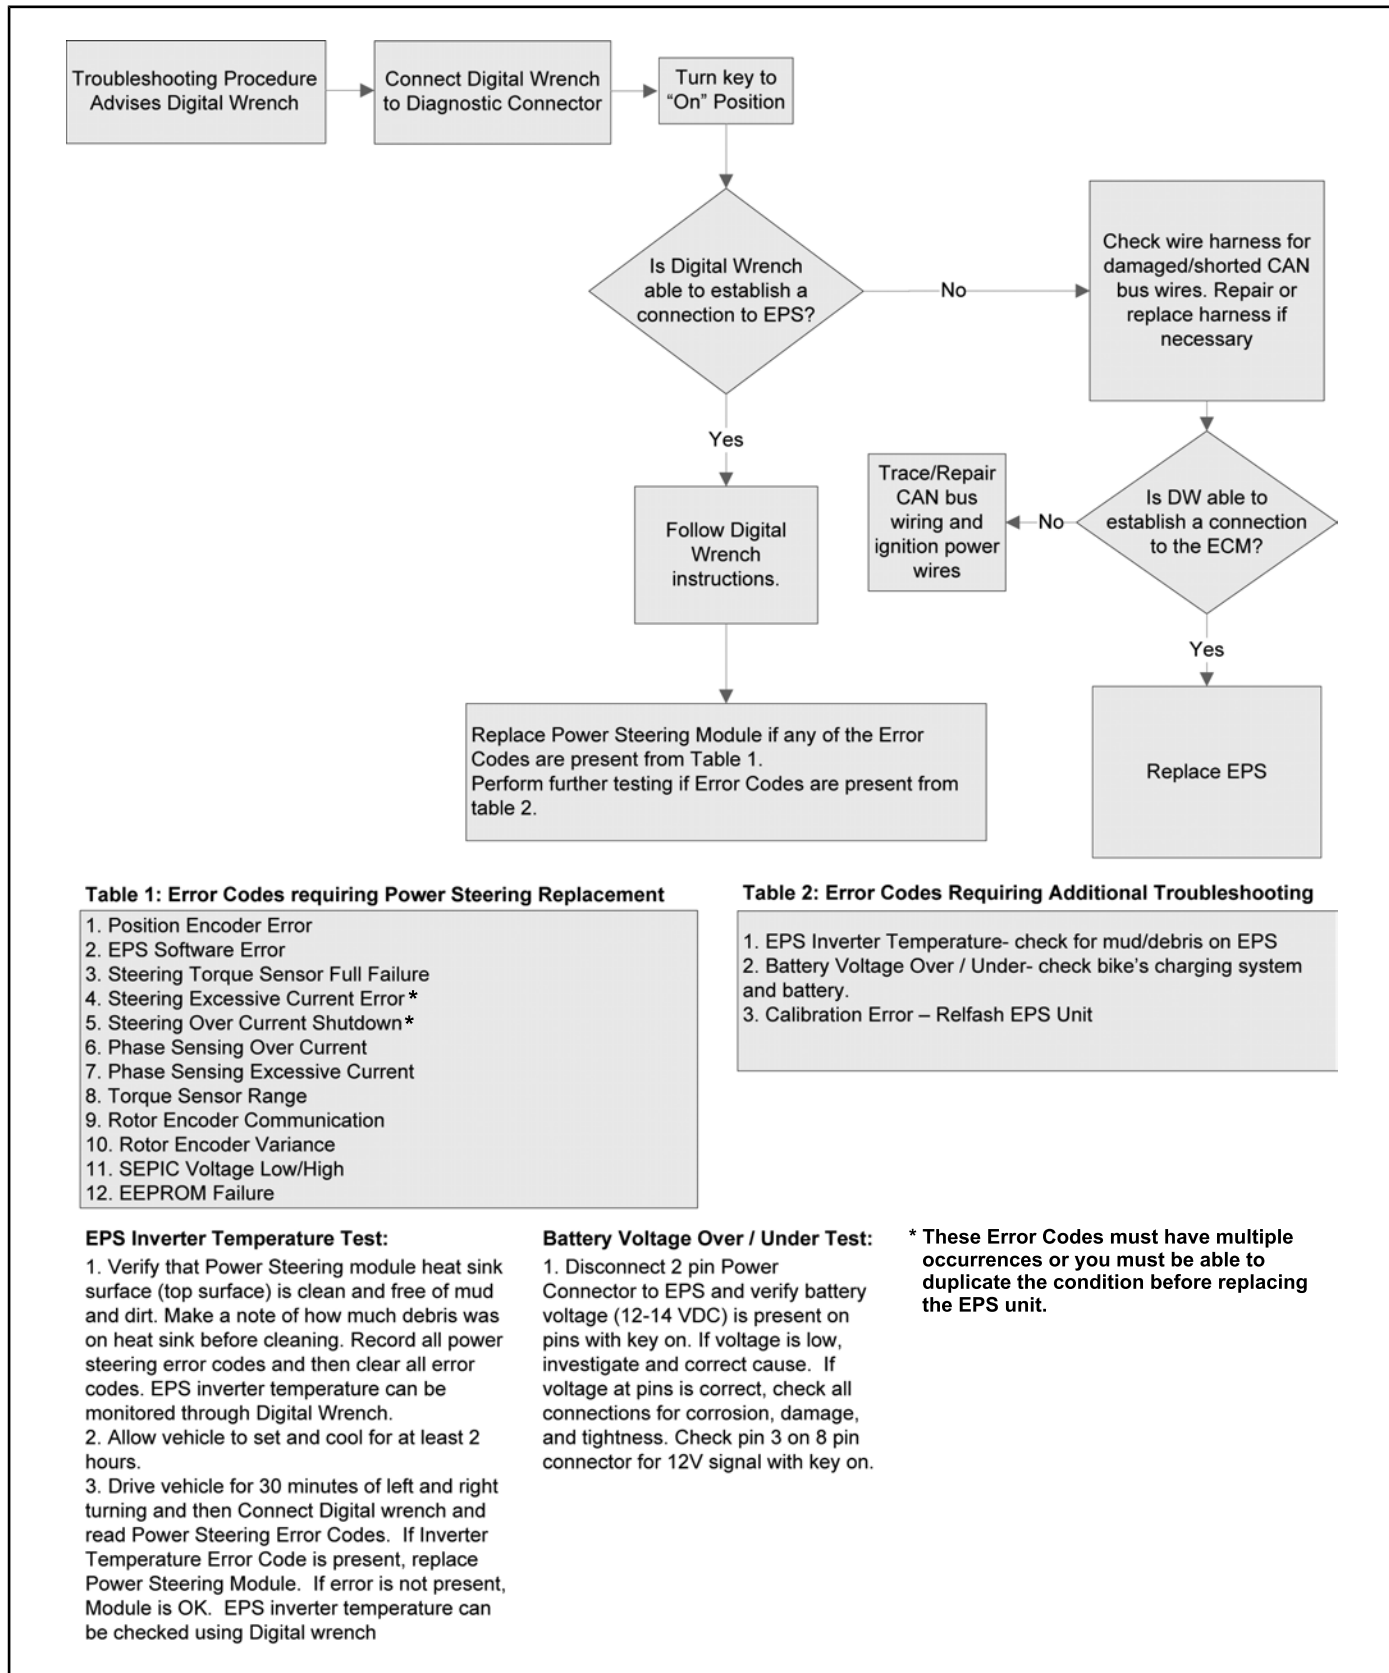 Troubleshooting Procedure
Advises Digital Wrench
Connect Digital Wrench
to Diagnostic Connector
Turn key to
“On” Position
Is Digital Wrench
able to establish a
connection to EPS?
No
Check wire harness for
damaged/shorted CAN
bus wires. Repair or
replace harness if
necessary
Yes
Trace/Repair
CAN bus
wiring and
ignition power
wires
No
Is DW able to
establish a connection
to the ECM?
Follow Digital
Wrench
instructions.
Yes
Replace Power Steering Module if any of the Error
Codes are present from Table 1.
Perform further testing if Error Codes are present from
table 2.
Replace EPS
Table 1: Error Codes requiring Power Steering Replacement
1. Position Encoder Error
2. EPS Software Error
3. Steering Torque Sensor Full Failure
4. Steering Excessive Current Error*
5. Steering Over Current Shutdown*
6. Phase Sensing Over Current
7. Phase Sensing Excessive Current
8. Torque Sensor Range
9. Rotor Encoder Communication
10. Rotor Encoder Variance
11. SEPIC Voltage Low/High
12. EEPROM Failure
Table 2: Error Codes Requiring Additional Troubleshooting
1. EPS Inverter Temperature- check for mud/debris on EPS
2. Battery Voltage Over / Under- check bike’s charging system
and battery.
3. Calibration Error – Relfash EPS Unit
EPS Inverter Temperature Test:
1. Verify that Power Steering module heat sink
surface (top surface) is clean and free of mud
and dirt. Make a note of how much debris was
on heat sink before cleaning. Record all power
steering error codes and then clear all error
codes. EPS inverter temperature can be
monitored through Digital Wrench.
2. Allow vehicle to set and cool for at least 2
hours.
3. Drive vehicle for 30 minutes of left and right
turning and then Connect Digital wrench and
read Power Steering Error Codes.  If Inverter
Temperature Error Code is present, replace
Power Steering Module.  If error is not present,
Module is OK.  EPS inverter temperature can
be checked using Digital wrench
Battery Voltage Over / Under Test:
1. Disconnect 2 pin Power
Connector to EPS and verify battery
voltage (12-14 VDC) is present on
pins with key on. If voltage is low,
investigate and correct cause.  If
voltage at pins is correct, check all
connections for corrosion, damage,
and tightness. Check pin 3 on 8 pin
connector for 12V signal with key on.
* These Error Codes must have multiple
occurrences or you must be able to
duplicate the condition before replacing
the EPS unit.